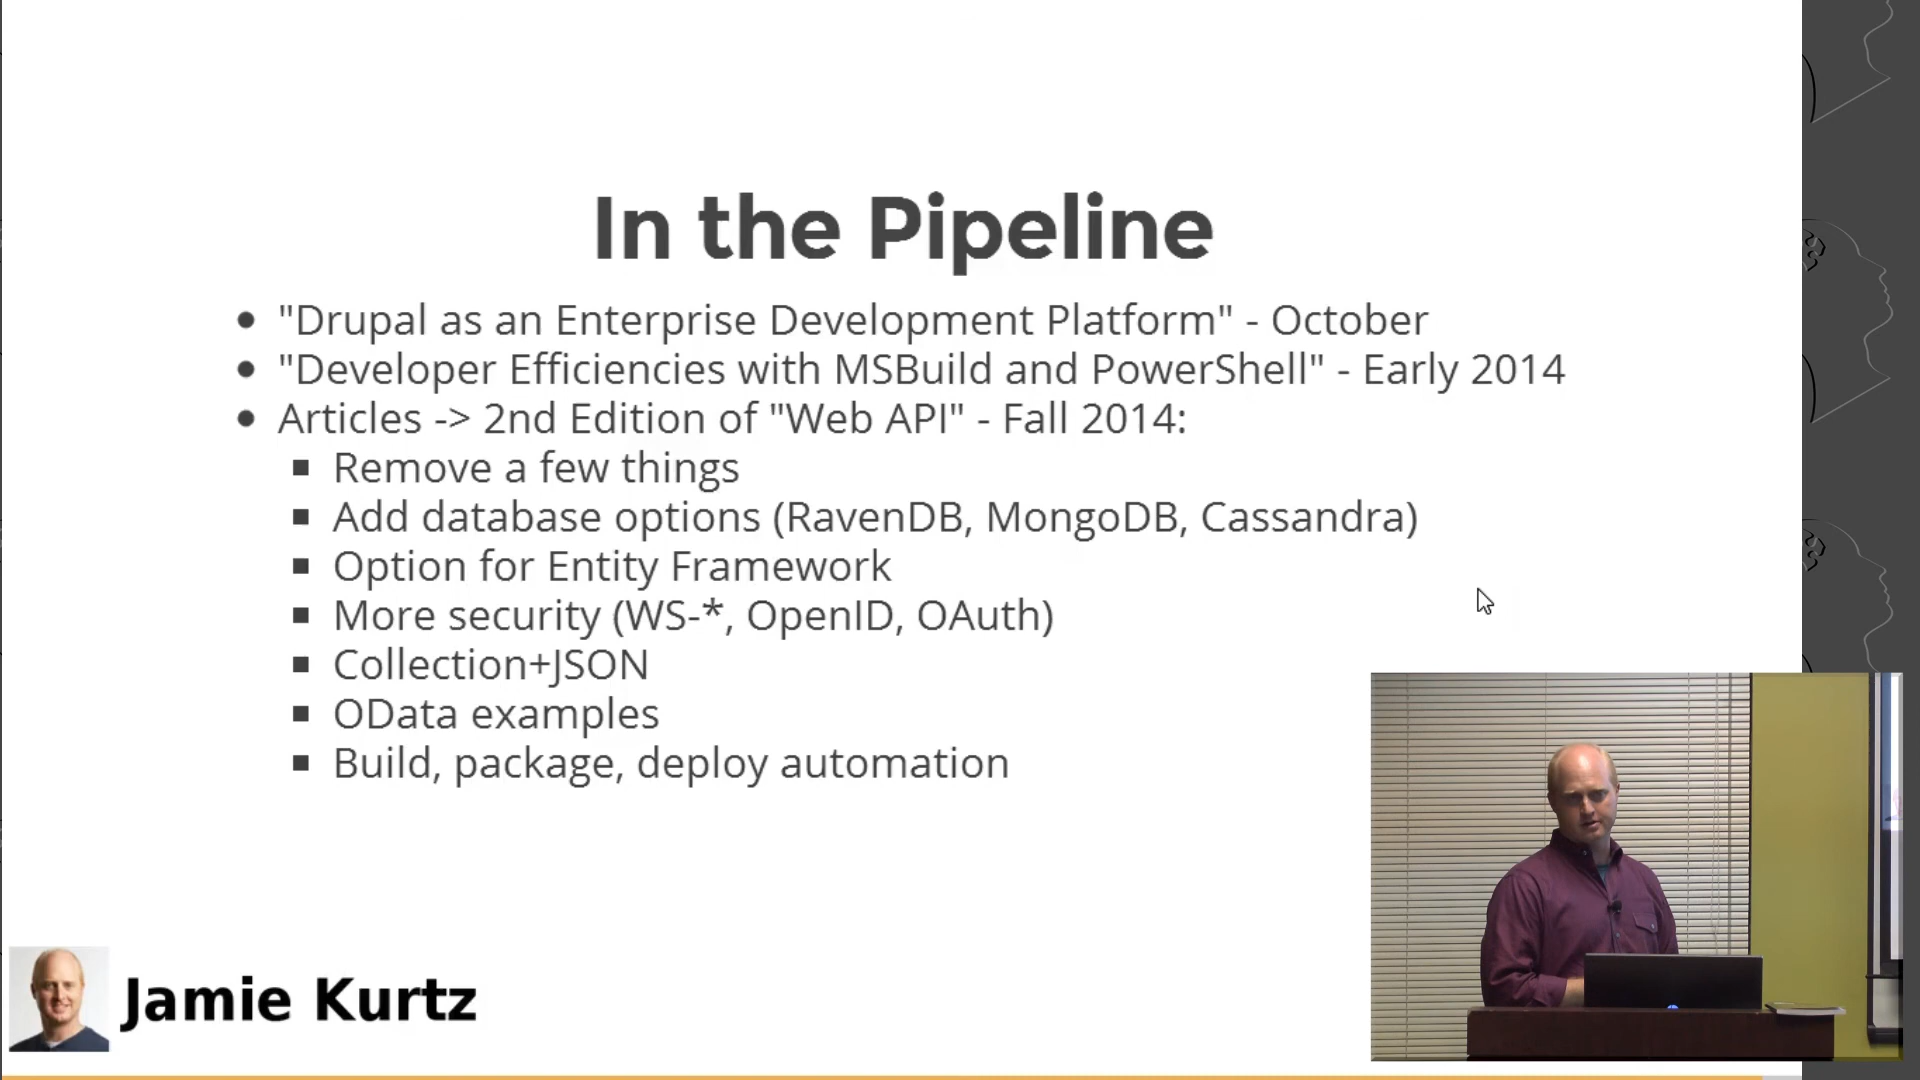 In the Pipeline
"Drupal as an Enterprise Development Platform" - October
"Developer Efficiencies with MSBuild and PowerShell" - Early 2014
Articles -> 2nd Edition of "Web API" - Fall 2014:
Remove a few things
Add database options (RavenDB, MongoDB, Cassandra)
Option for Entity Framework
More security (WS-*, OpenID, OAuth)
Collection+JSON
OData examples
Build, package, deploy automation
Jamie Kurtz